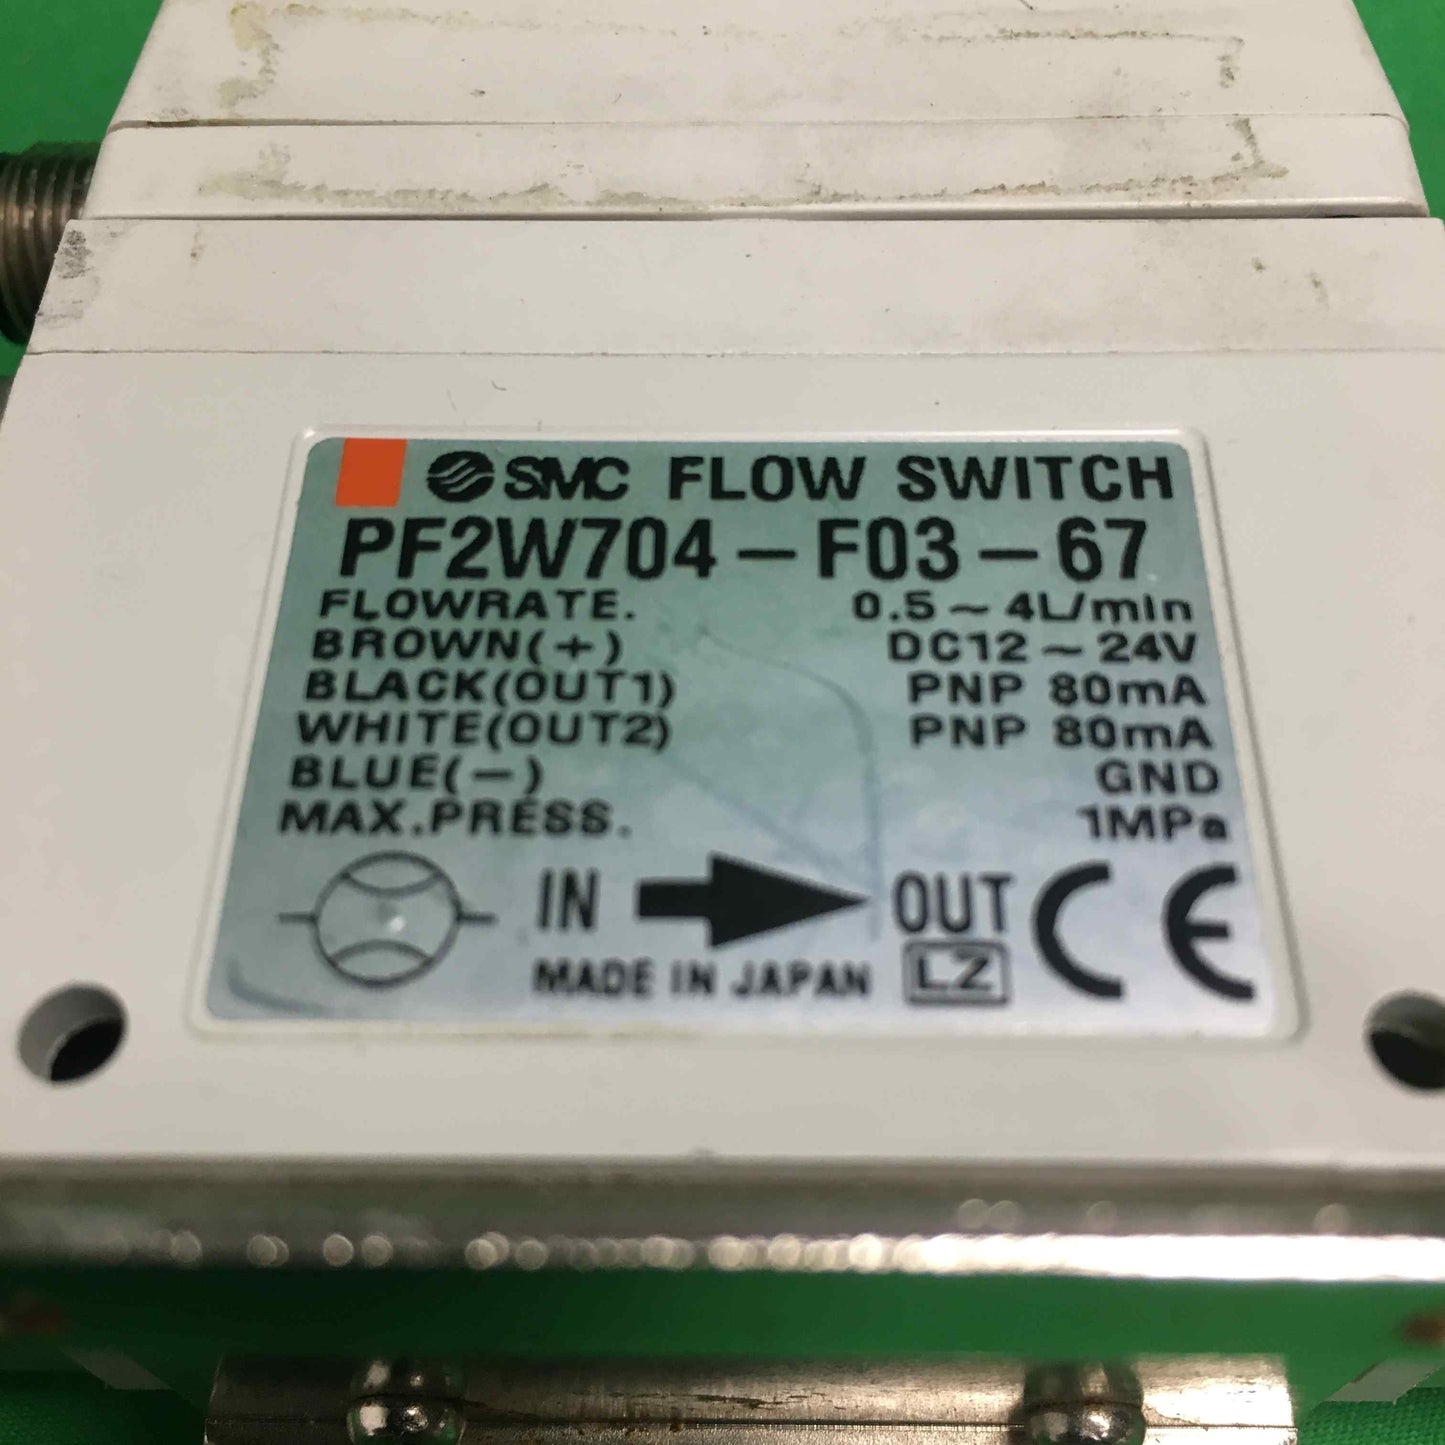 SMC FLOW SWITCH
PF2W704-F03-67
FLOWRATE. 0.5~4L/min
BROWN(+) DC12~24V
BLACK(OUT1) PNP 80mA
WHITE(OUT2) PNP 80mA
BLUE(-) GND
MAX.PRESS. 1MPa
IN OUT CE
MADE IN JAPAN LZ